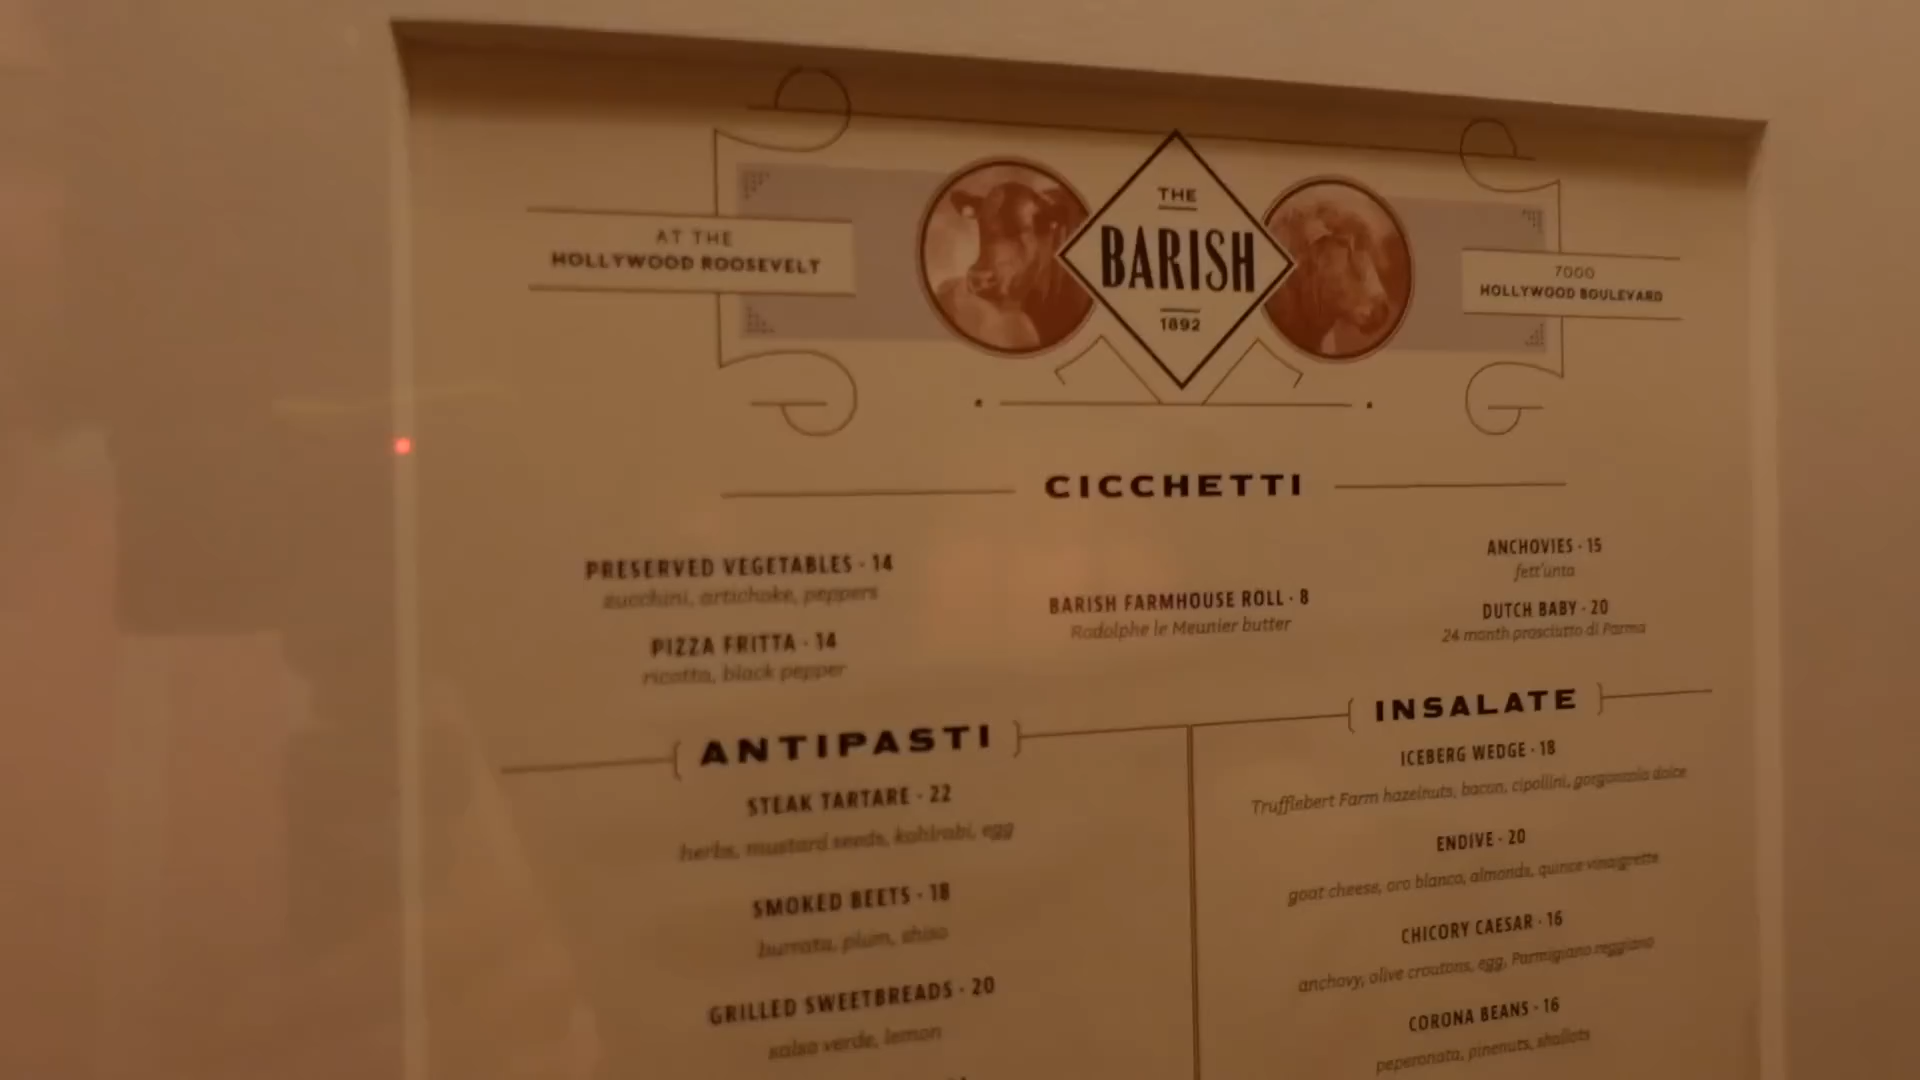 AT THE
HOLLYWOOD ROOSEVELT
THE
BARISH
1892
7000
HOLLYWOOD BOULEVARD
CICCHETTI
PRESERVED VEGETABLES · 14
zucchini, artichoke, peppers
PIZZA FRITTA · 14
ricotta, black pepper
BARISH FARMHOUSE ROLL · 8
Rodolphe le Meunier butter
ANCHOVIES · 15
fett'unta
DUTCH BABY · 20
24 month prosciutto di Parma
ANTIPASTI
STEAK TARTARE · 22
herbs, mustard seeds, kohlrabi, egg
SMOKED BEETS · 18
burrata, plum, shiso
GRILLED SWEETBREADS · 20
salsa verde, lemon
INSALATE
ICEBERG WEDGE · 18
Trufflebert Farm hazelnuts, bacon, cipollini, gorgonzola dolce
ENDIVE · 20
goat cheese, oro blanco, almonds, quince vinaigrette
CHICORY CAESAR · 16
anchovy, olive croutons, egg, Parmigiano reggiano
CORONA BEANS · 16
peperonata, pinenuts, shallots